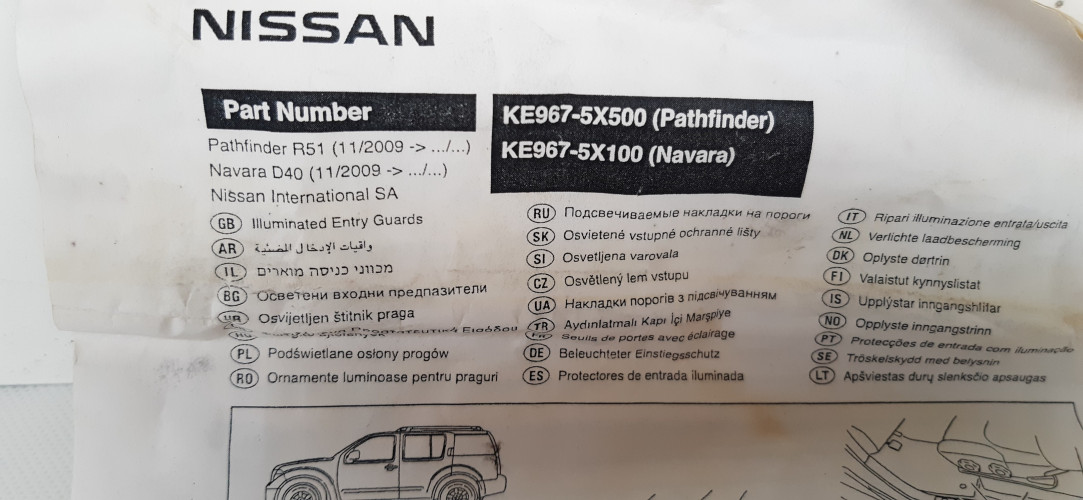 NISSAN
Part Number
Pathfinder R51 (11/2009 -> .../...)
Navara D40 (11/2009 -> .../...)
Nissan International SA
KE967-5X500 (Pathfinder)
KE967-5X100 (Navara)
GB Illuminated Entry Guards
AR واقيات الإدخال المضيئة
IL מכווני כניסה מוארים
BG Осветени входни предпазители
HR Osvijetljen štitnik praga
PL Podświetlane osłony progów
RO Ornamente luminoase pentru praguri
RU Подсвечиваемые накладки на пороги
SK Osvietené vstupné ochranné lišty
SI Osvetljena varovala
CZ Osvětlený lem vstupu
UA Накладки порогів з підсвічуванням
TR Aydınlatmalı Kapı İçi Marşpiye
FR Seuils de portes avec éclairage
DE Beleuchteter Einstiegsschutz
ES Protectores de entrada iluminada
IT Ripari illuminazione entrata/uscita
NL Verlichte laadbescherming
DK Oplyste dørtrin
FI Valaistut kynnyslistat
IS Upplýstar inngangshlífar
NO Opplyste inngangstrinn
PT Protecções de entrada com iluminação
SE Tröskelskydd med belysnin
LT Apšviestas durų slenksčio apsaugas